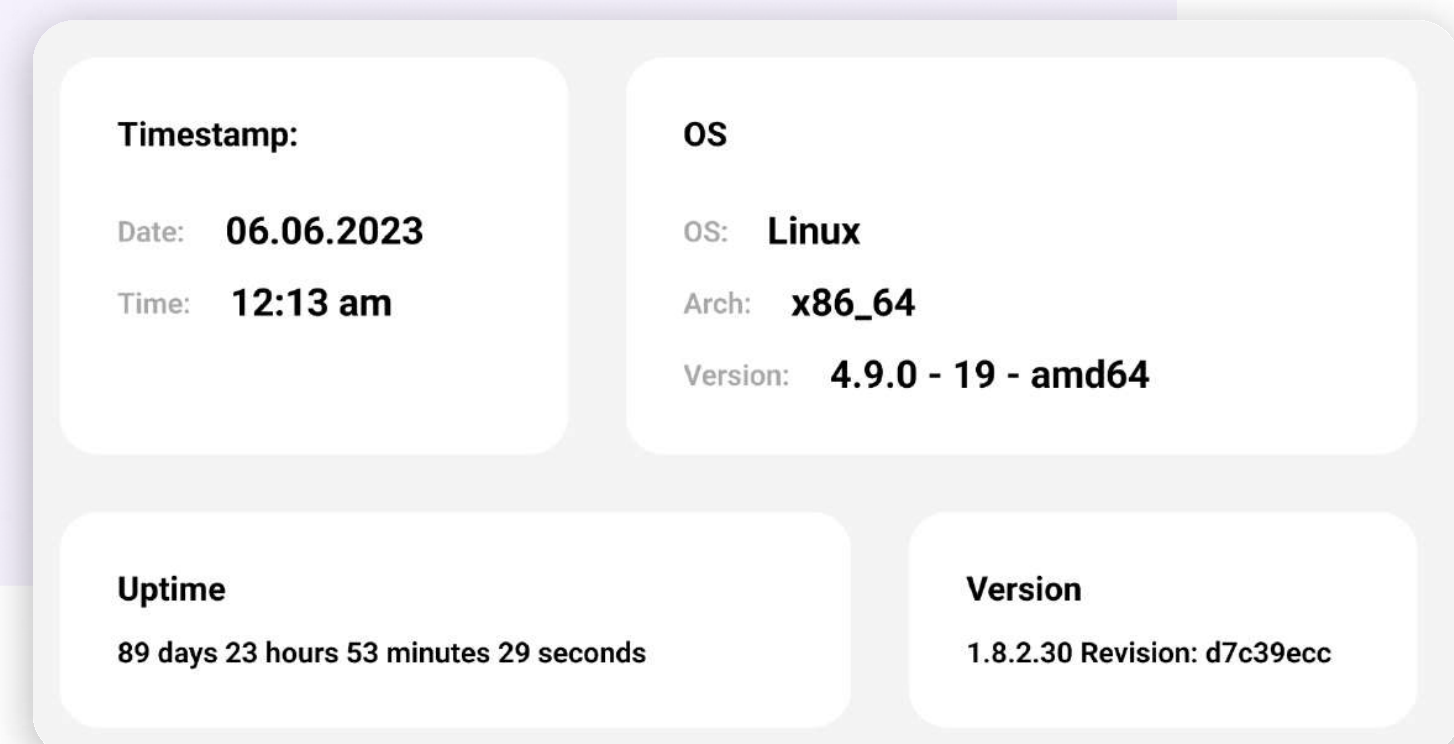 Timestamp:
Date: 06.06.2023
Time: 12:13 am
OS
OS: Linux
Arch: x86_64
Version: 4.9.0 - 19 - amd64
Uptime
89 days 23 hours 53 minutes 29 seconds
Version
1.8.2.30 Revision: d7c39ecc